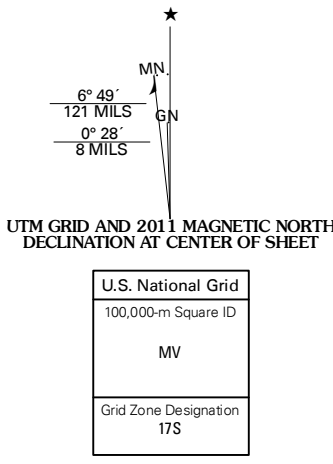 ★
MN.
6° 49´
121 MILS
GN
0° 28´
8 MILS
UTM GRID AND 2011 MAGNETIC NORTH
DECLINATION AT CENTER OF SHEET
U.S. National Grid
100,000-m Square ID
MV
Grid Zone Designation
17S